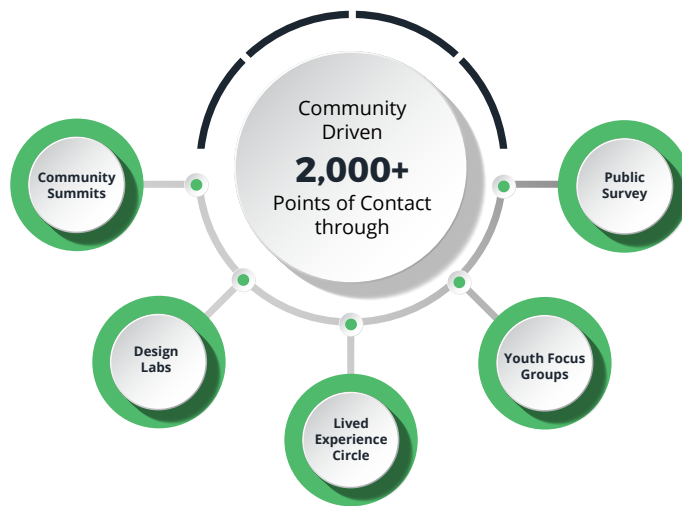 Community
Driven
2,000+
Points of Contact
through
Community
Summits
Design
Labs
Lived
Experience
Circle
Youth Focus
Groups
Public
Survey